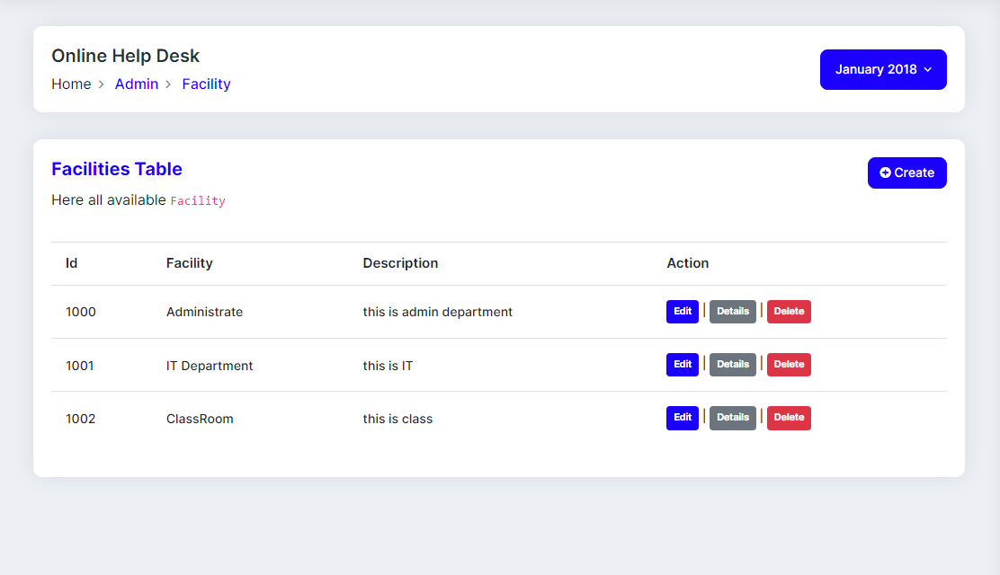 Online Help Desk
Home > Admin > Facility
January 2018
Facilities Table
Create
Here all available Facility
Id Facility Description Action
1000 Administrate this is admin department Edit | Details | Delete
1001 IT Department this is IT Edit | Details | Delete
1002 ClassRoom this is class Edit | Details | Delete